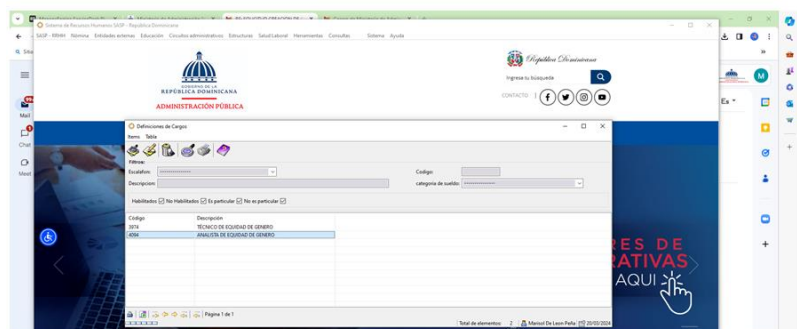 Sistema de Recursos Humanos SASP - República Dominicana
SASP - RRHH Nómina Entidades externas Educación Circuitos administrativos Estructuras Salud Laboral Herramientas Consultas Sistema Ayuda
GOBIERNO DE LA
REPÚBLICA DOMINICANA
ADMINISTRACIÓN PÚBLICA
República Dominicana
Ingrese tu búsqueda
CONTACTO
Mail
Chat
Meet
Es
M
Definiciones de Cargos
Items Tabla
Filtros:
Escalafon:
Codigo:
Descripcion:
categoria de sueldo:
Habilitados No Habilitados Es particular No es particular
Código Descripción
3874 TÉCNICO DE EQUIDAD DE GENERO
4094 ANALISTA DE EQUIDAD DE GENERO
Página 1 de 1
Total de elementos: 2 Marisol De Leon Peña 20/03/2024
RES DE
RATIVAS
AQUI